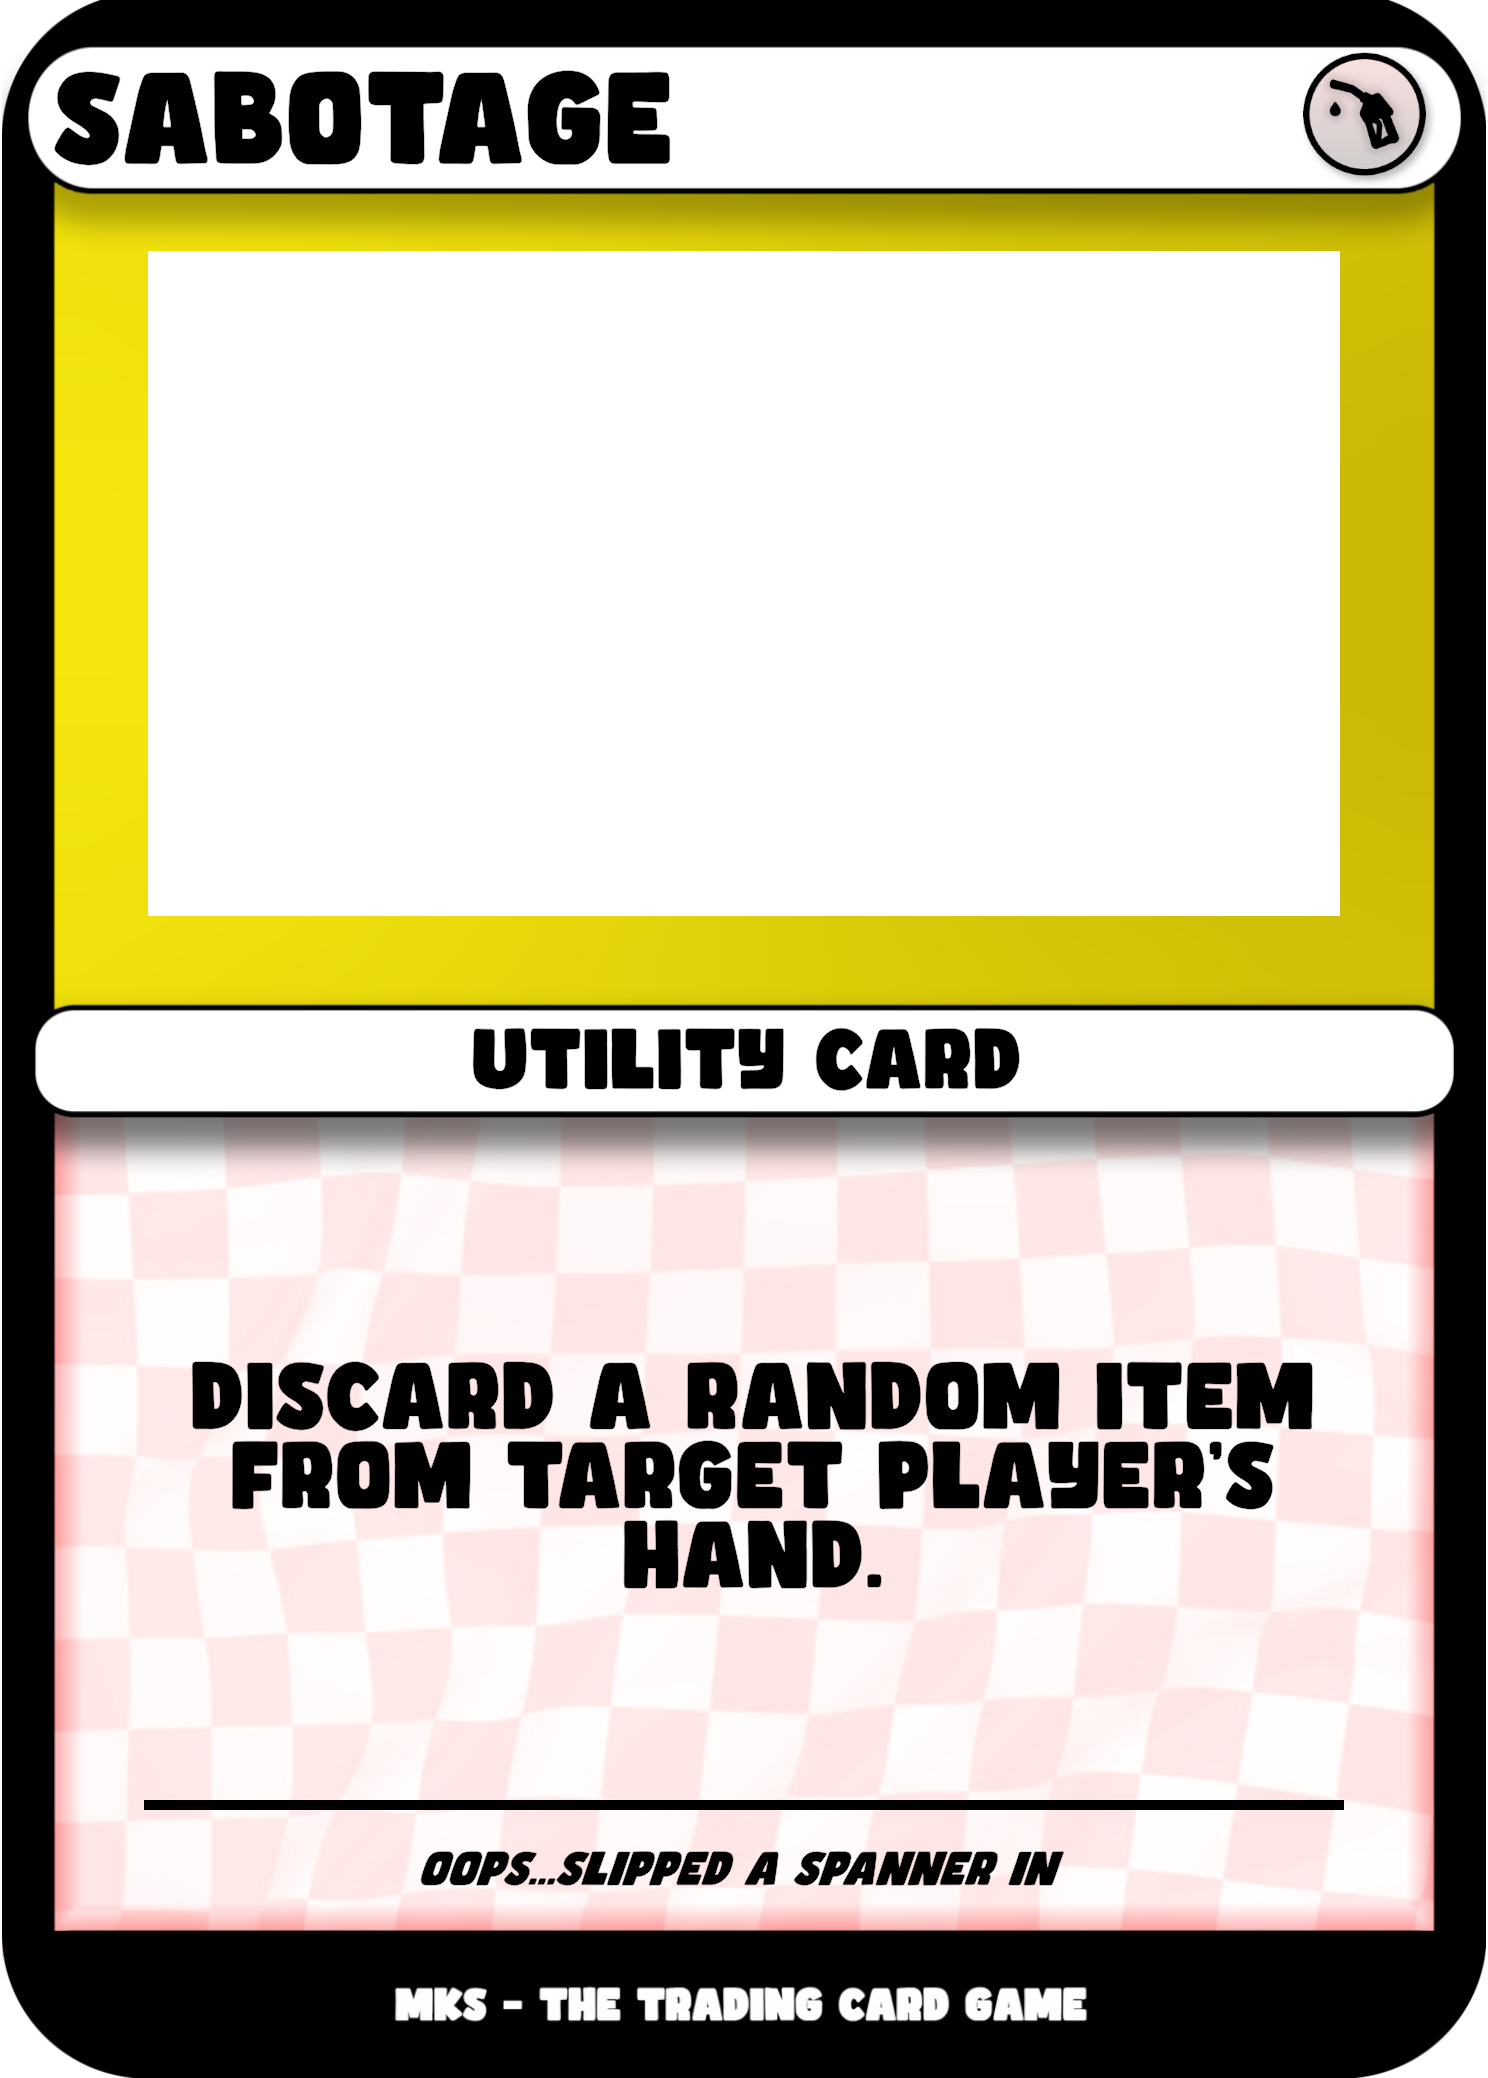 SABOTAGE
UTILITY CARD
DISCARD A RANDOM ITEM
FROM TARGET PLAYER'S
HAND.
OOPS...SLIPPED A SPANNER IN
MKS - THE TRADING CARD GAME